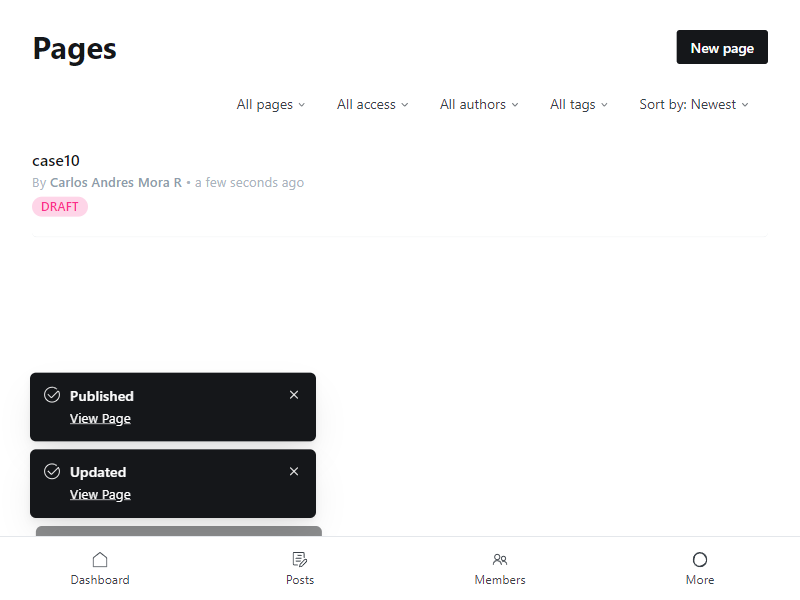 Pages
New page
All pages
All access
All authors
All tags
Sort by: Newest
case10
By Carlos Andres Mora R • a few seconds ago
DRAFT
Published
View Page
Updated
View Page
Dashboard
Posts
Members
More